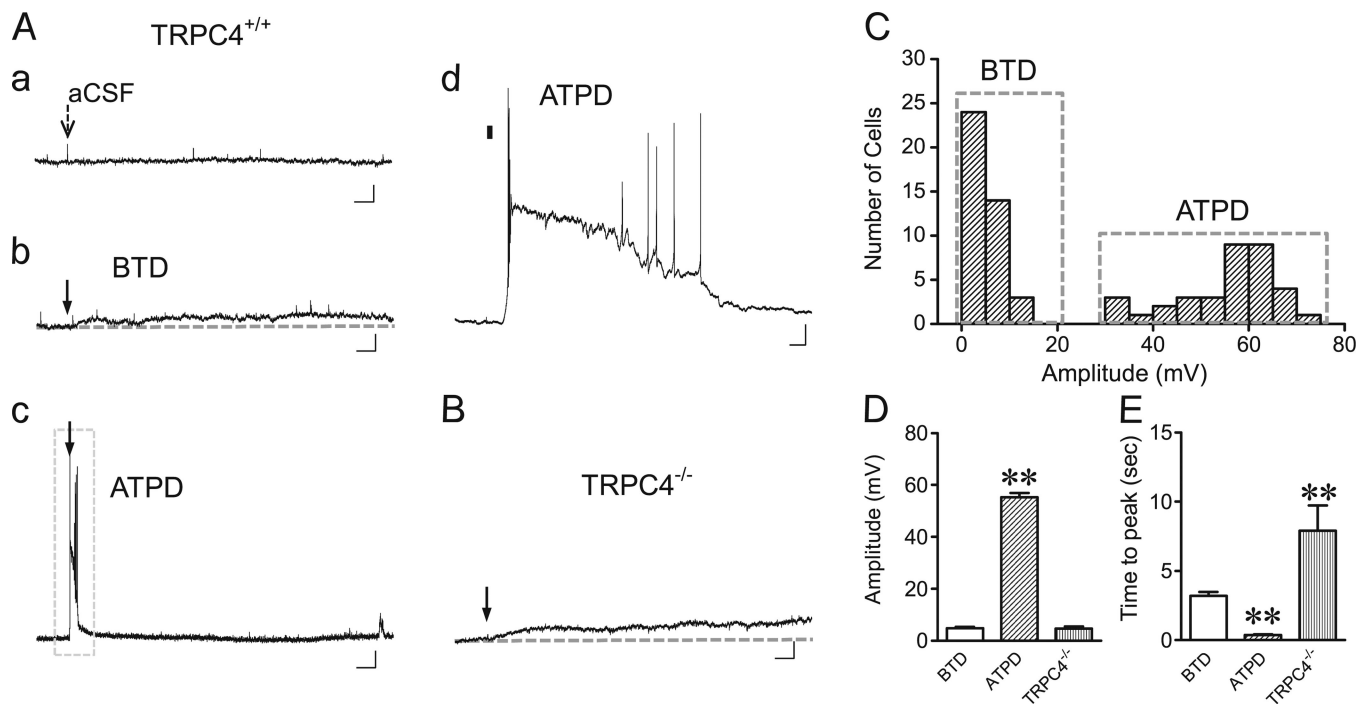 A
TRPC4+/+
a
aCSF
b
BTD
c
ATPD
d
ATPD
B
TRPC4-/-
C
30
25
20
15
10
5
0
Number of Cells
BTD
ATPD
0 20 40 60 80
Amplitude (mV)
D
80
60
40
20
0
Amplitude (mV)
**
BTD
ATPD
TRPC4-/-
E
15
10
5
0
Time to peak (sec)
**
**
BTD
ATPD
TRPC4-/-